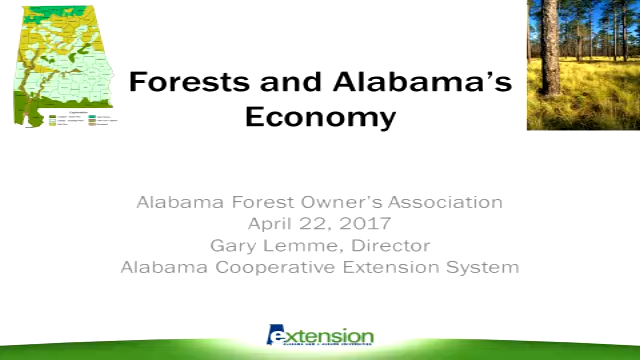 Forests and Alabama's
Economy
Alabama Forest Owner's Association
April 22, 2017
Gary Lemme, Director
Alabama Cooperative Extension System
extension